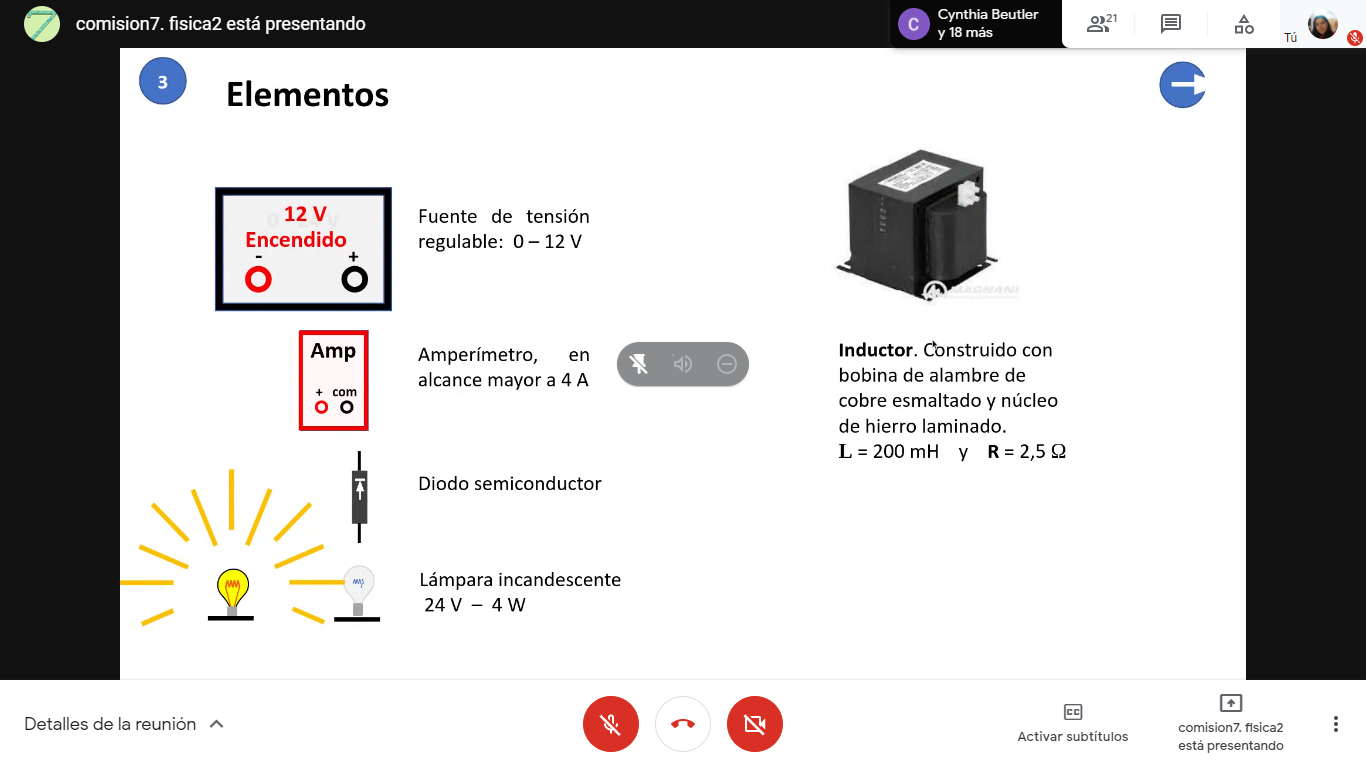 comision7. fisica2 está presentando
C
Cynthia Beutler
y 18 más
21
Tú
3
Elementos
12 V
Encendido
- +
Fuente de tensión
regulable: 0 – 12 V
Amp
+ com
Amperímetro, en
alcance mayor a 4 A
Diodo semiconductor
Lámpara incandescente
24 V – 4 W
MAGNANI
Inductor. Construido con
bobina de alambre de
cobre esmaltado y núcleo
de hierro laminado.
L = 200 mH y R = 2,5 Ω
Detalles de la reunión
CC
Activar subtítulos
comision7. fisica2
está presentando